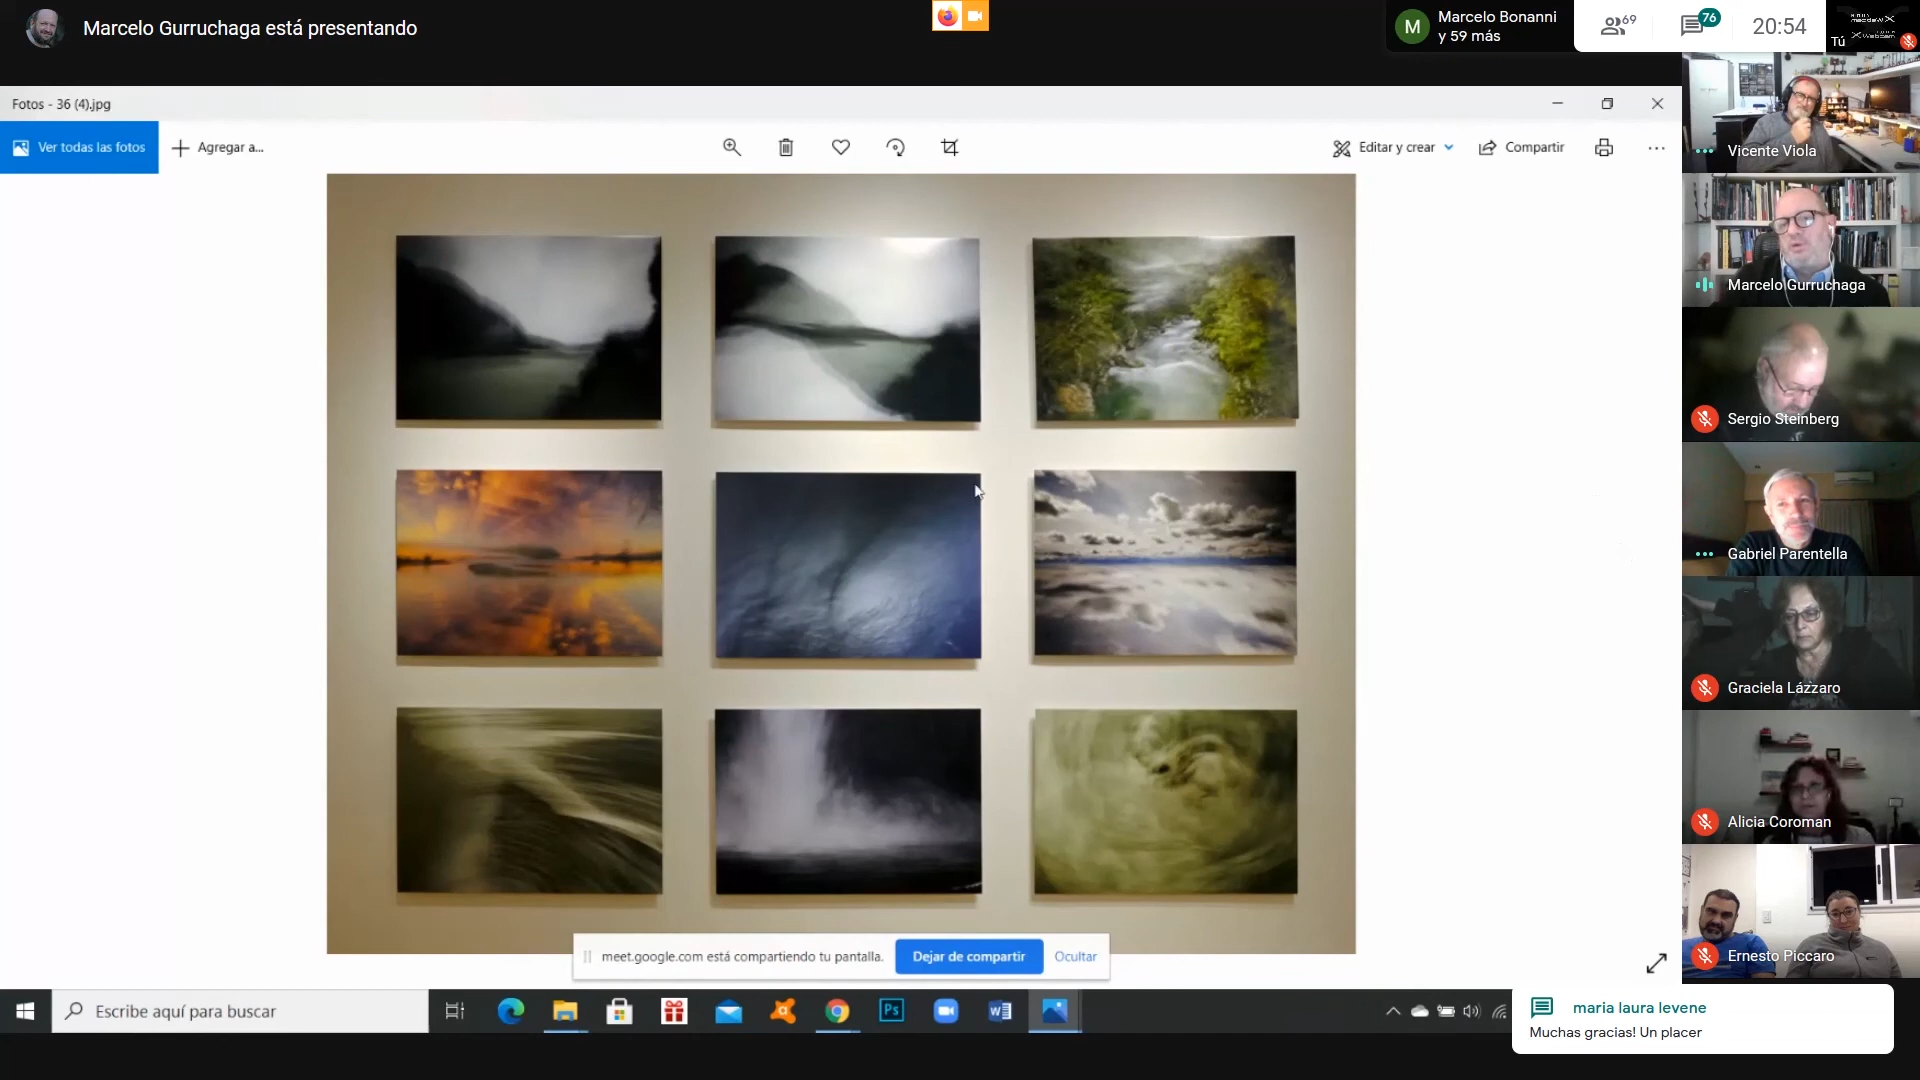 Marcelo Gurruchaga está presentando
Marcelo Bonanni
y 59 más
69
76
20:54
Tú
Fotos - 36 (4).jpg
Ver todas las fotos
Agregar a...
Editar y crear
Compartir
Vicente Viola
Marcelo Gurruchaga
Sergio Steinberg
Gabriel Parentella
Graciela Lázzaro
Alicia Coroman
Ernesto Piccaro
meet.google.com está compartiendo tu pantalla.
Dejar de compartir
Ocultar
Escribe aquí para buscar
Ps
maria laura levene
Muchas gracias! Un placer